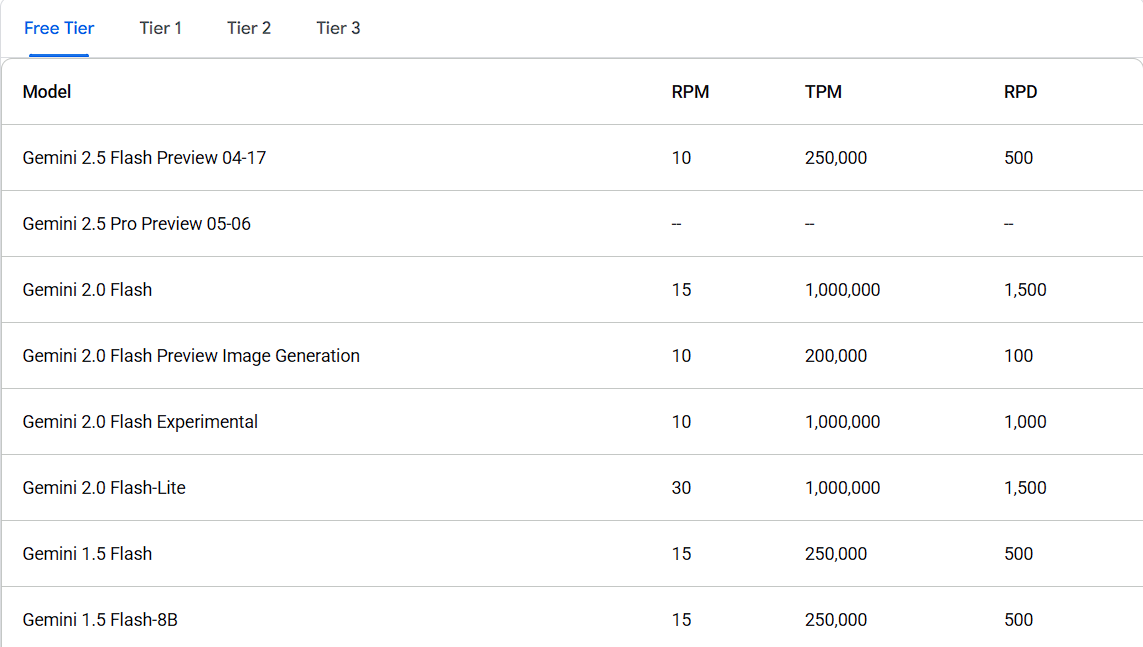 Free Tier Tier 1 Tier 2 Tier 3
Model RPM TPM RPD
Gemini 2.5 Flash Preview 04-17 10 250,000 500
Gemini 2.5 Pro Preview 05-06 -- -- --
Gemini 2.0 Flash 15 1,000,000 1,500
Gemini 2.0 Flash Preview Image Generation 10 200,000 100
Gemini 2.0 Flash Experimental 10 1,000,000 1,000
Gemini 2.0 Flash-Lite 30 1,000,000 1,500
Gemini 1.5 Flash 15 250,000 500
Gemini 1.5 Flash-8B 15 250,000 500